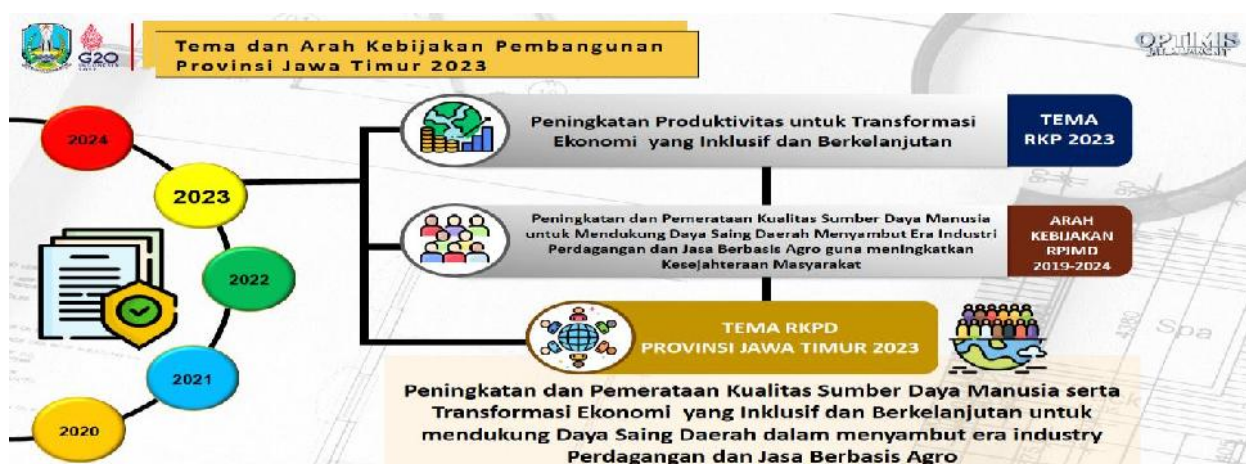 G20
Tema dan Arah Kebijakan Pembangunan
Provinsi Jawa Timur 2023
OPTIMIS
2024
2023
2022
2021
2020
Peningkatan Produktivitas untuk Transformasi
Ekonomi yang Inklusif dan Berkelanjutan
TEMA
RKP 2023
Peningkatan dan Pemerataan Kualitas Sumber Daya Manusia
untuk Mendukung Daya Saing Daerah Menyambut Era Industri
Perdagangan dan Jasa Berbasis Agro guna meningkatkan
Kesejahteraan Masyarakat
ARAH
KEBIJAKAN
RPJMD
2019-2024
TEMA RKPD
PROVINSI JAWA TIMUR 2023
Peningkatan dan Pemerataan Kualitas Sumber Daya Manusia serta
Transformasi Ekonomi yang Inklusif dan Berkelanjutan untuk
mendukung Daya Saing Daerah dalam menyambut era industry
Perdagangan dan Jasa Berbasis Agro
4380
Spa